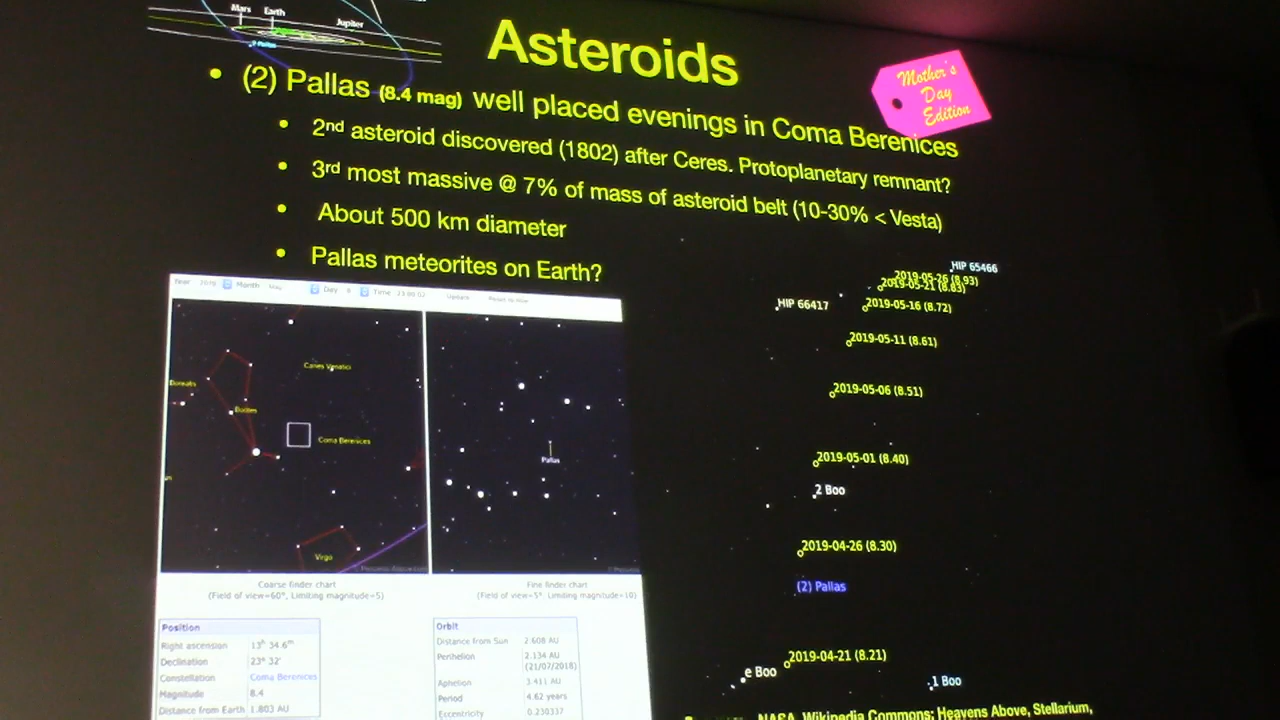 Mars
Earth
Jupiter
2 Pallas
Asteroids
Mother's
Day
Edition
• (2) Pallas (8.4 mag) well placed evenings in Coma Berenices
• 2nd asteroid discovered (1802) after Ceres. Protoplanetary remnant?
• 3rd most massive @ 7% of mass of asteroid belt (10-30% < Vesta)
• About 500 km diameter
• Pallas meteorites on Earth?
Year Month May Day Time Update
Canes Venatici
Borealis
Bootes
Coma Berenices
Virgo
Pallas
Coarse finder chart
(Field of view=60°, Limiting magnitude=5)
Fine finder chart
(Field of view=5° Limiting magnitude=10)
Position
Right ascension 13h 34.6m
Declination 23° 32'
Constellation Coma Berenices
Magnitude 8.4
Distance from Earth 1.803 AU
Orbit
Distance from Sun 2.608 AU
Perihelion 2.134 AU
(21/07/2018)
Aphelion 3.411 AU
Period 4.62 years
Eccentricity 0.230337
HIP 65466
2019-05-26 (8.93)
2019-05-21 (8.83)
HIP 66417
2019-05-16 (8.72)
2019-05-11 (8.61)
2019-05-06 (8.51)
2019-05-01 (8.40)
2 Boo
2019-04-26 (8.30)
(2) Pallas
2019-04-21 (8.21)
e Boo
1 Boo
NASA, Wikipedia Commons; Heavens Above, Stellarium,